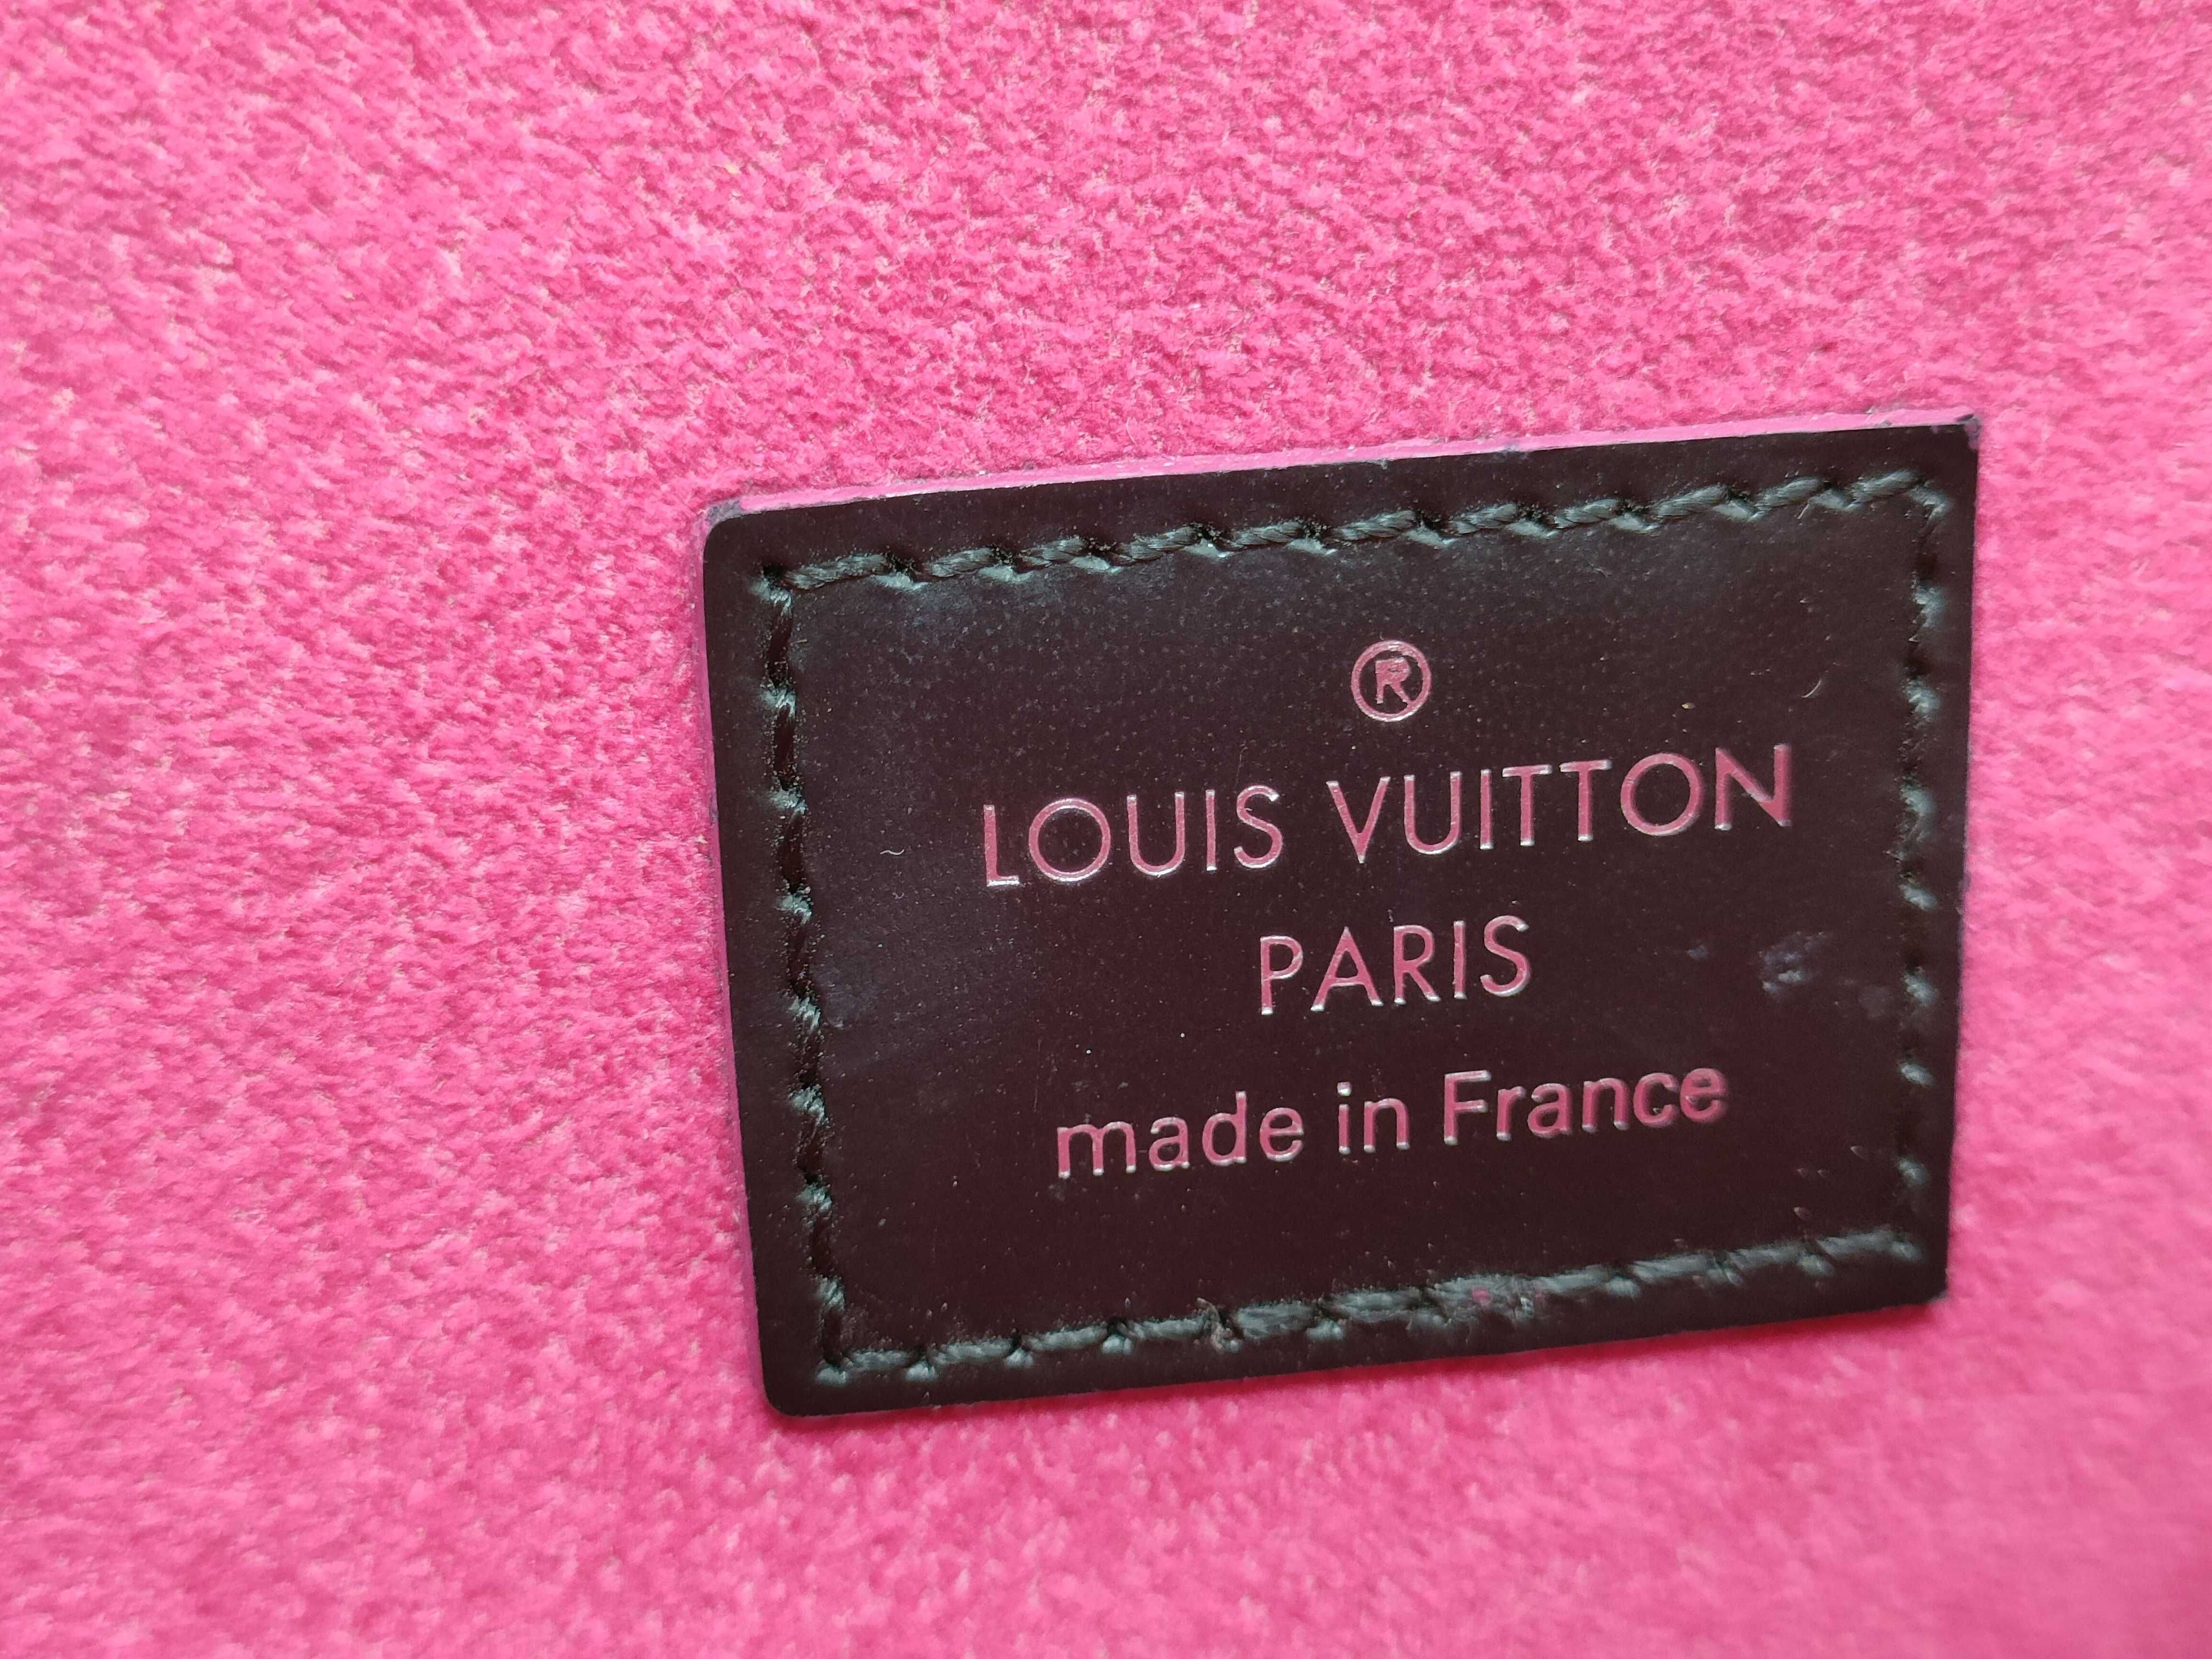 ®
LOUIS VUITTON
PARIS
made in France